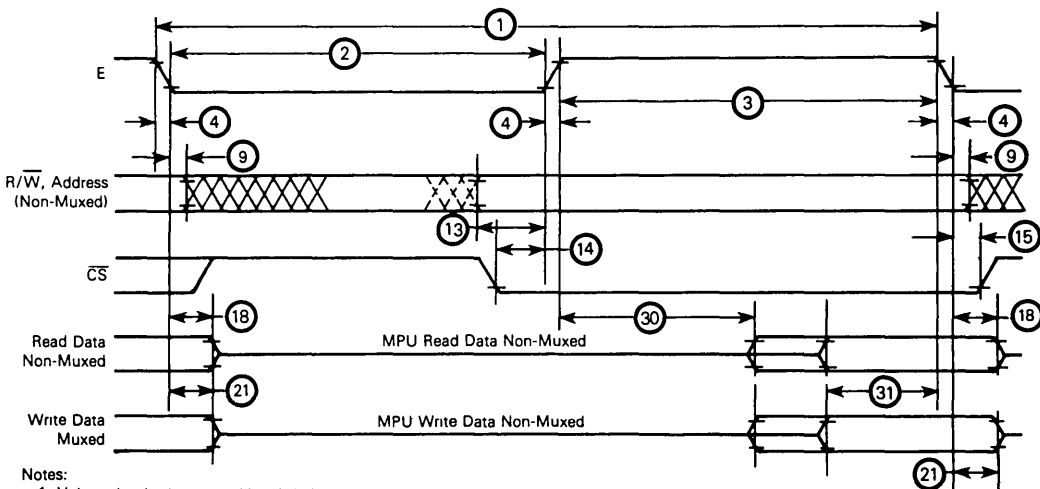 1
2
E
3
4
4
4
9
9
R/W̅, Address
(Non-Muxed)
13
14
15
C̅S̅
18
30
18
Read Data
Non-Muxed
MPU Read Data Non-Muxed
21
31
Write Data
Muxed
MPU Write Data Non-Muxed
21
Notes: